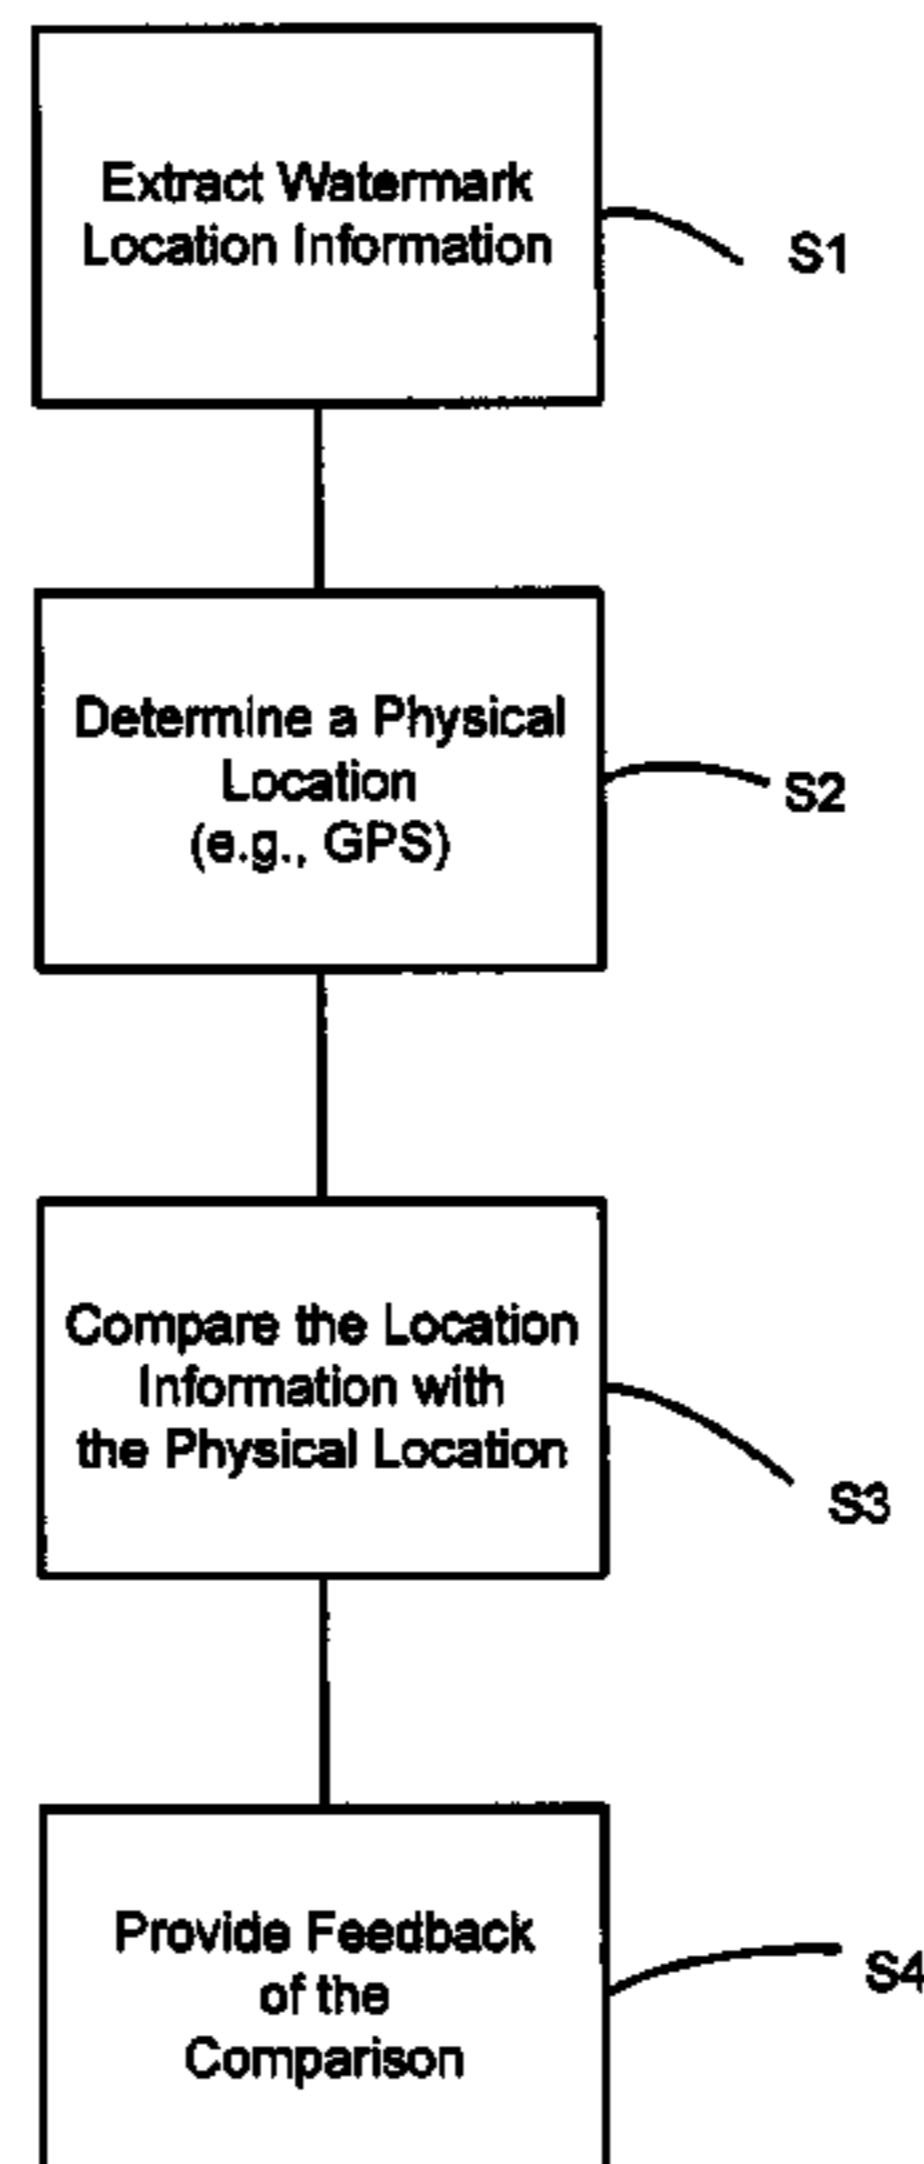 Extract Watermark
Location Information
S1
Determine a Physical
Location
(e.g., GPS)
S2
Compare the Location
Information with
the Physical Location
S3
Provide Feedback
of the
Comparison
S4